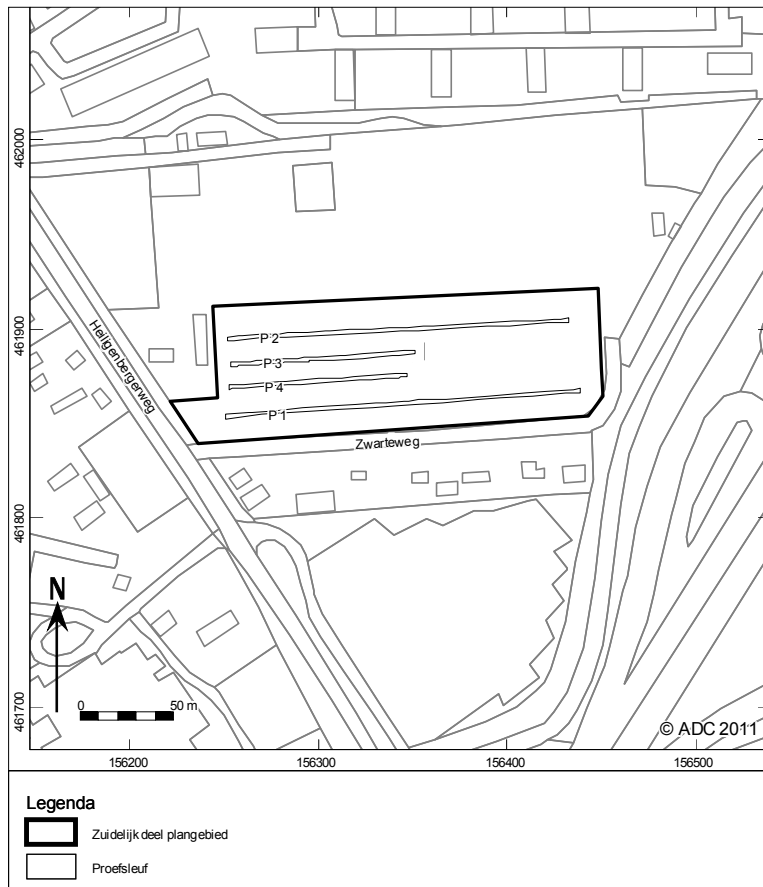 462000
461900
461800
461700
Heiligenbergerweg
P 2
P 3
P 4
P 1
Zwarteweg
N
0 50 m
© ADC 2011
156200 156300 156400 156500
Legenda
Zuidelijk deel plangebied
Proefsleuf